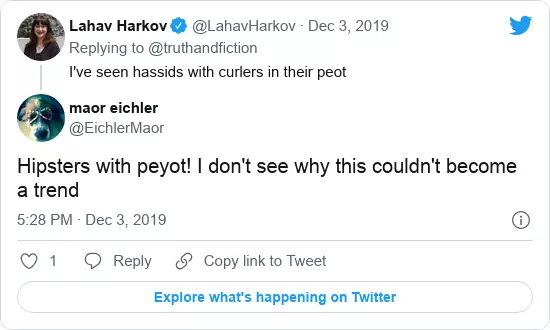 Lahav Harkov @LahavHarkov · Dec 3, 2019
Replying to @truthandfiction
I've seen hassids with curlers in their peot
maor eichler
@EichlerMaor
Hipsters with peyot! I don't see why this couldn't become
a trend
5:28 PM · Dec 3, 2019
1 Reply Copy link to Tweet
Explore what's happening on Twitter